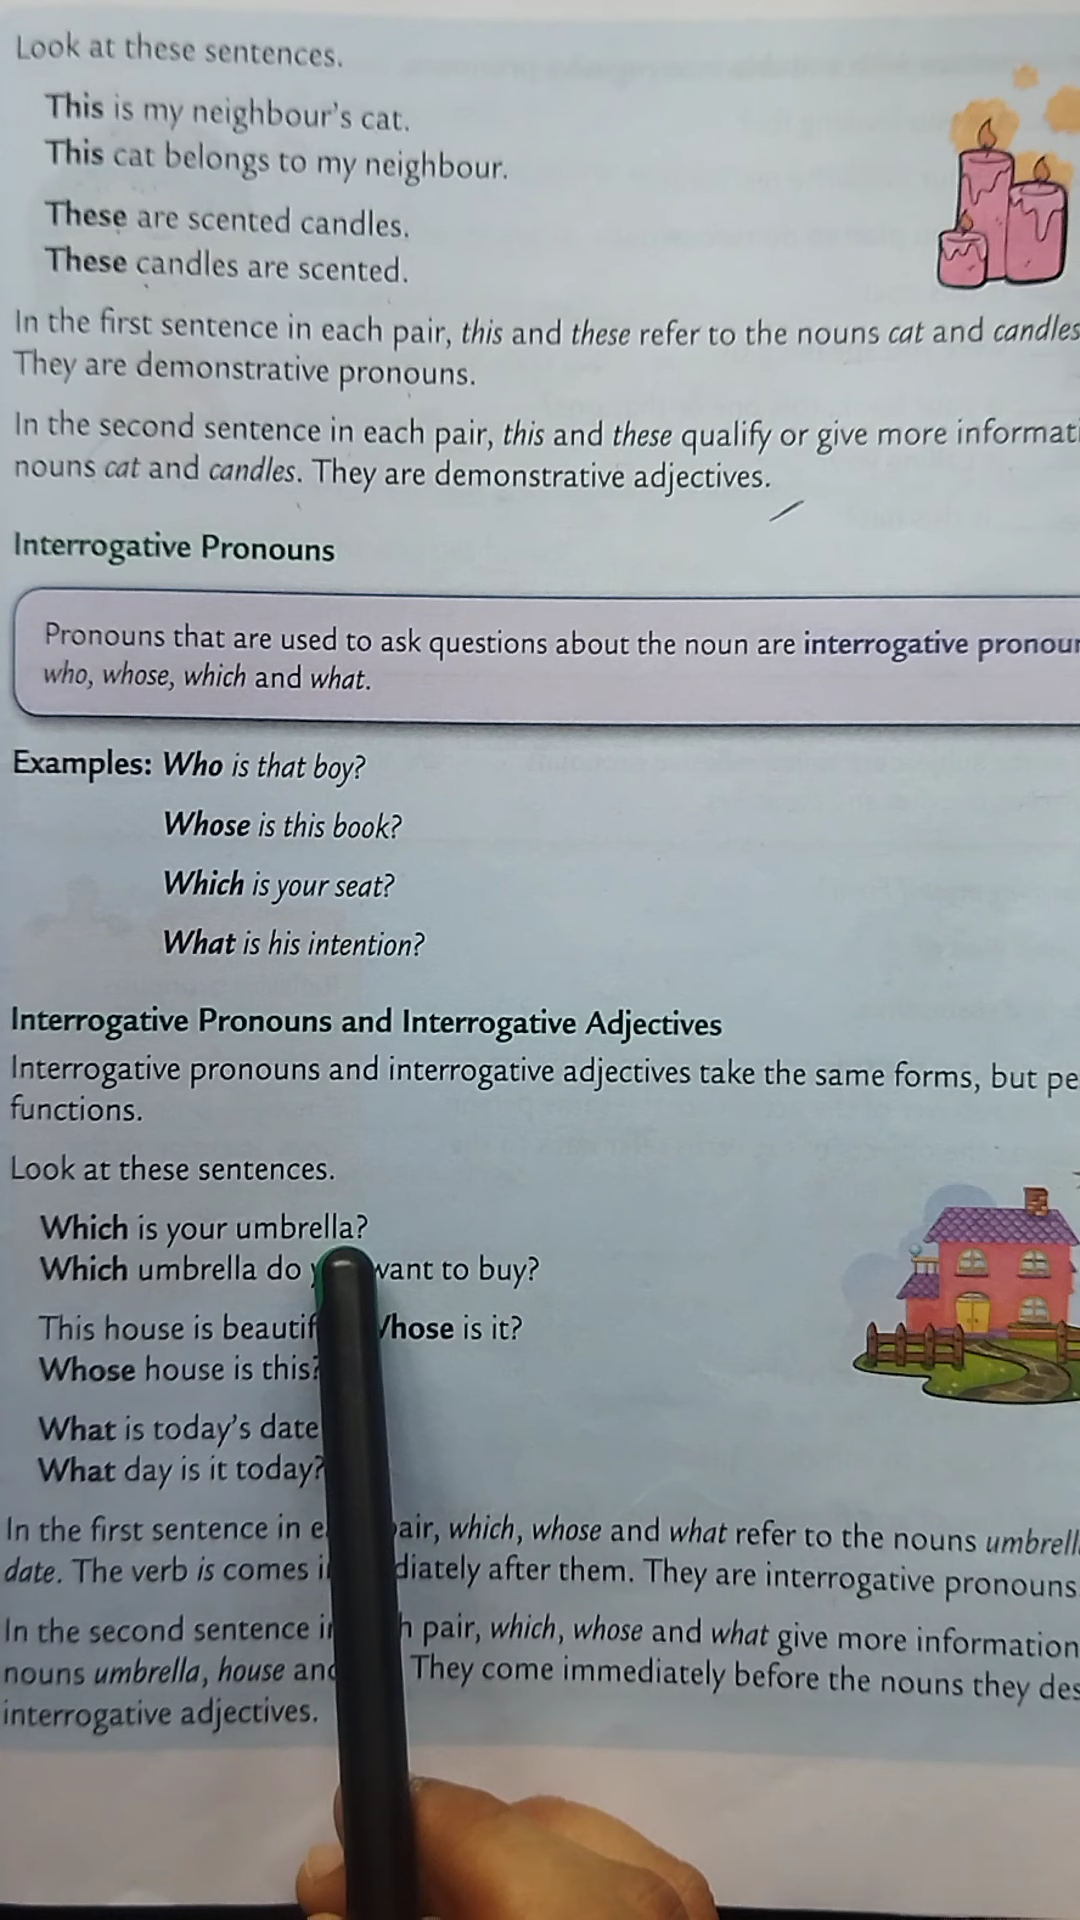 Look at these sentences.
This is my neighbour's cat.
This cat belongs to my neighbour.
These are scented candles.
These candles are scented.
In the first sentence in each pair, this and these refer to the nouns cat and candles
They are demonstrative pronouns.
In the second sentence in each pair, this and these qualify or give more
nouns cat and candles. They are demonstrative adjectives.
Interrogative Pronouns
Pronouns that are used to ask questions about the noun are interrogative
who, whose, which and what.
Examples: Who is that boy?
Whose is this book?
Which is your seat?
What is his intention?
Interrogative Pronouns and Interrogative Adjectives
Interrogative pronouns and interrogative adjectives take the same forms, but
functions.
Look at these sentences.
Which is your umbrella?
Which umbrella do want to buy?
This house is is it?
Whose house is this?
What is today's date
What day is it today?
In the first sentence in which, whose and what refer to the nouns
date. The verb is comes after them. They are interrogative pronouns
In the second sentence pair, which, whose and what give more information
nouns umbrella, house They come immediately before the nouns they
interrogative adjectives.